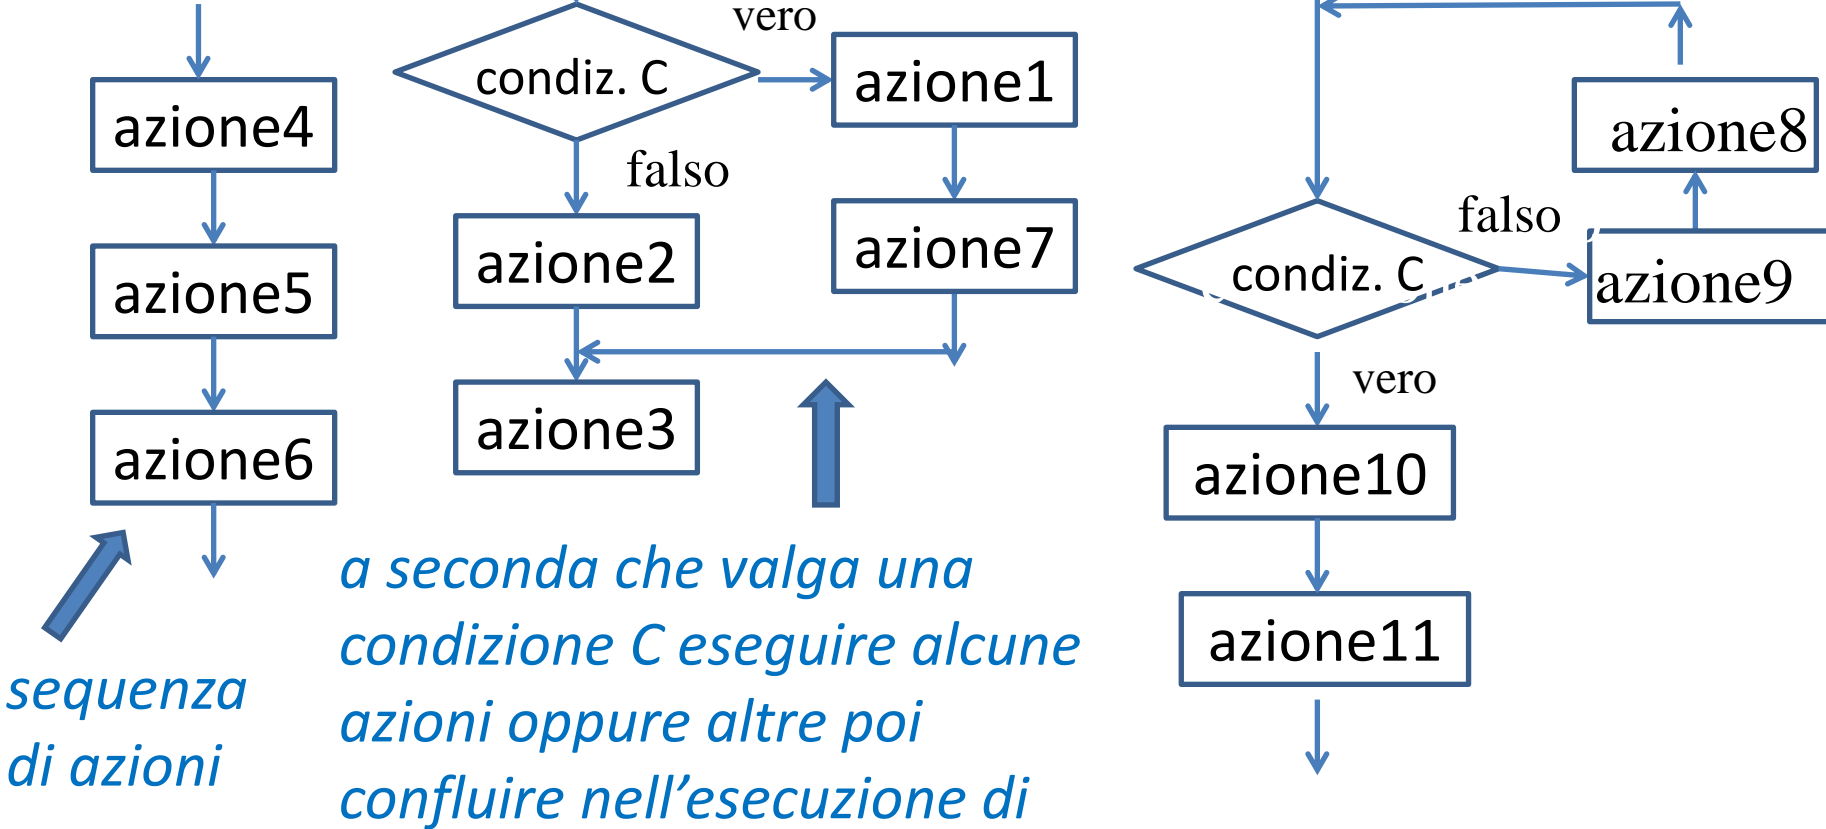 azione4
azione5
azione6
sequenza
di azioni
condiz. C
vero
azione1
falso
azione2
azione7
azione3
a seconda che valga una
condizione C eseguire alcune
azioni oppure altre poi
confluire nell’esecuzione di
azione8
falso
condiz. C
azione9
vero
azione10
azione11